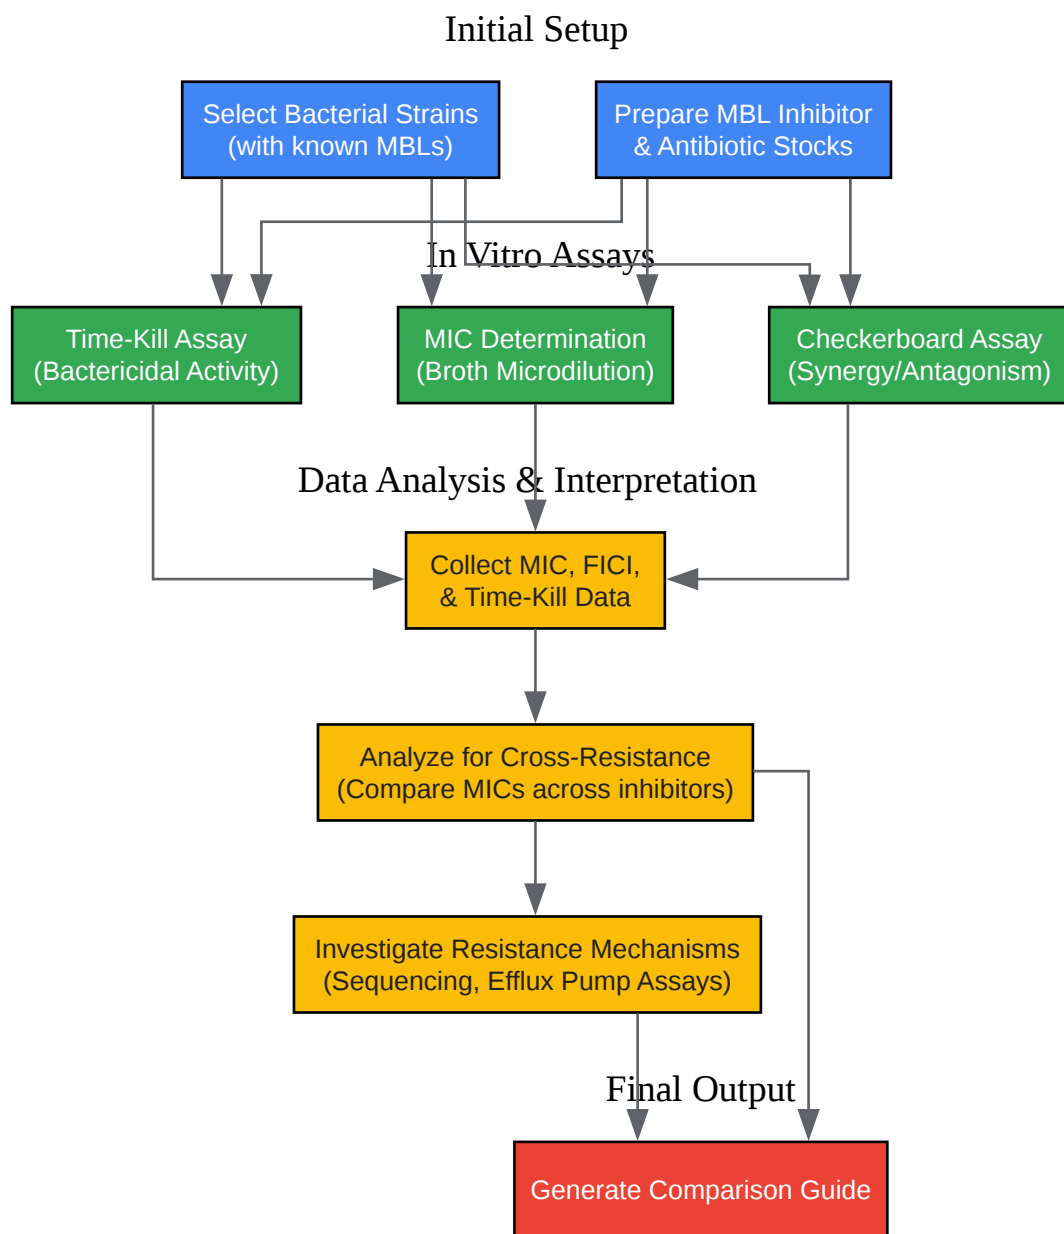 Initial Setup
Select Bacterial Strains
(with known MBLs)
Prepare MBL Inhibitor
& Antibiotic Stocks
In Vitro Assays
Time-Kill Assay
(Bactericidal Activity)
MIC Determination
(Broth Microdilution)
Checkerboard Assay
(Synergy/Antagonism)
Data Analysis & Interpretation
Collect MIC, FICI,
& Time-Kill Data
Analyze for Cross-Resistance
(Compare MICs across inhibitors)
Investigate Resistance Mechanisms
(Sequencing, Efflux Pump Assays)
Final Output
Generate Comparison Guide